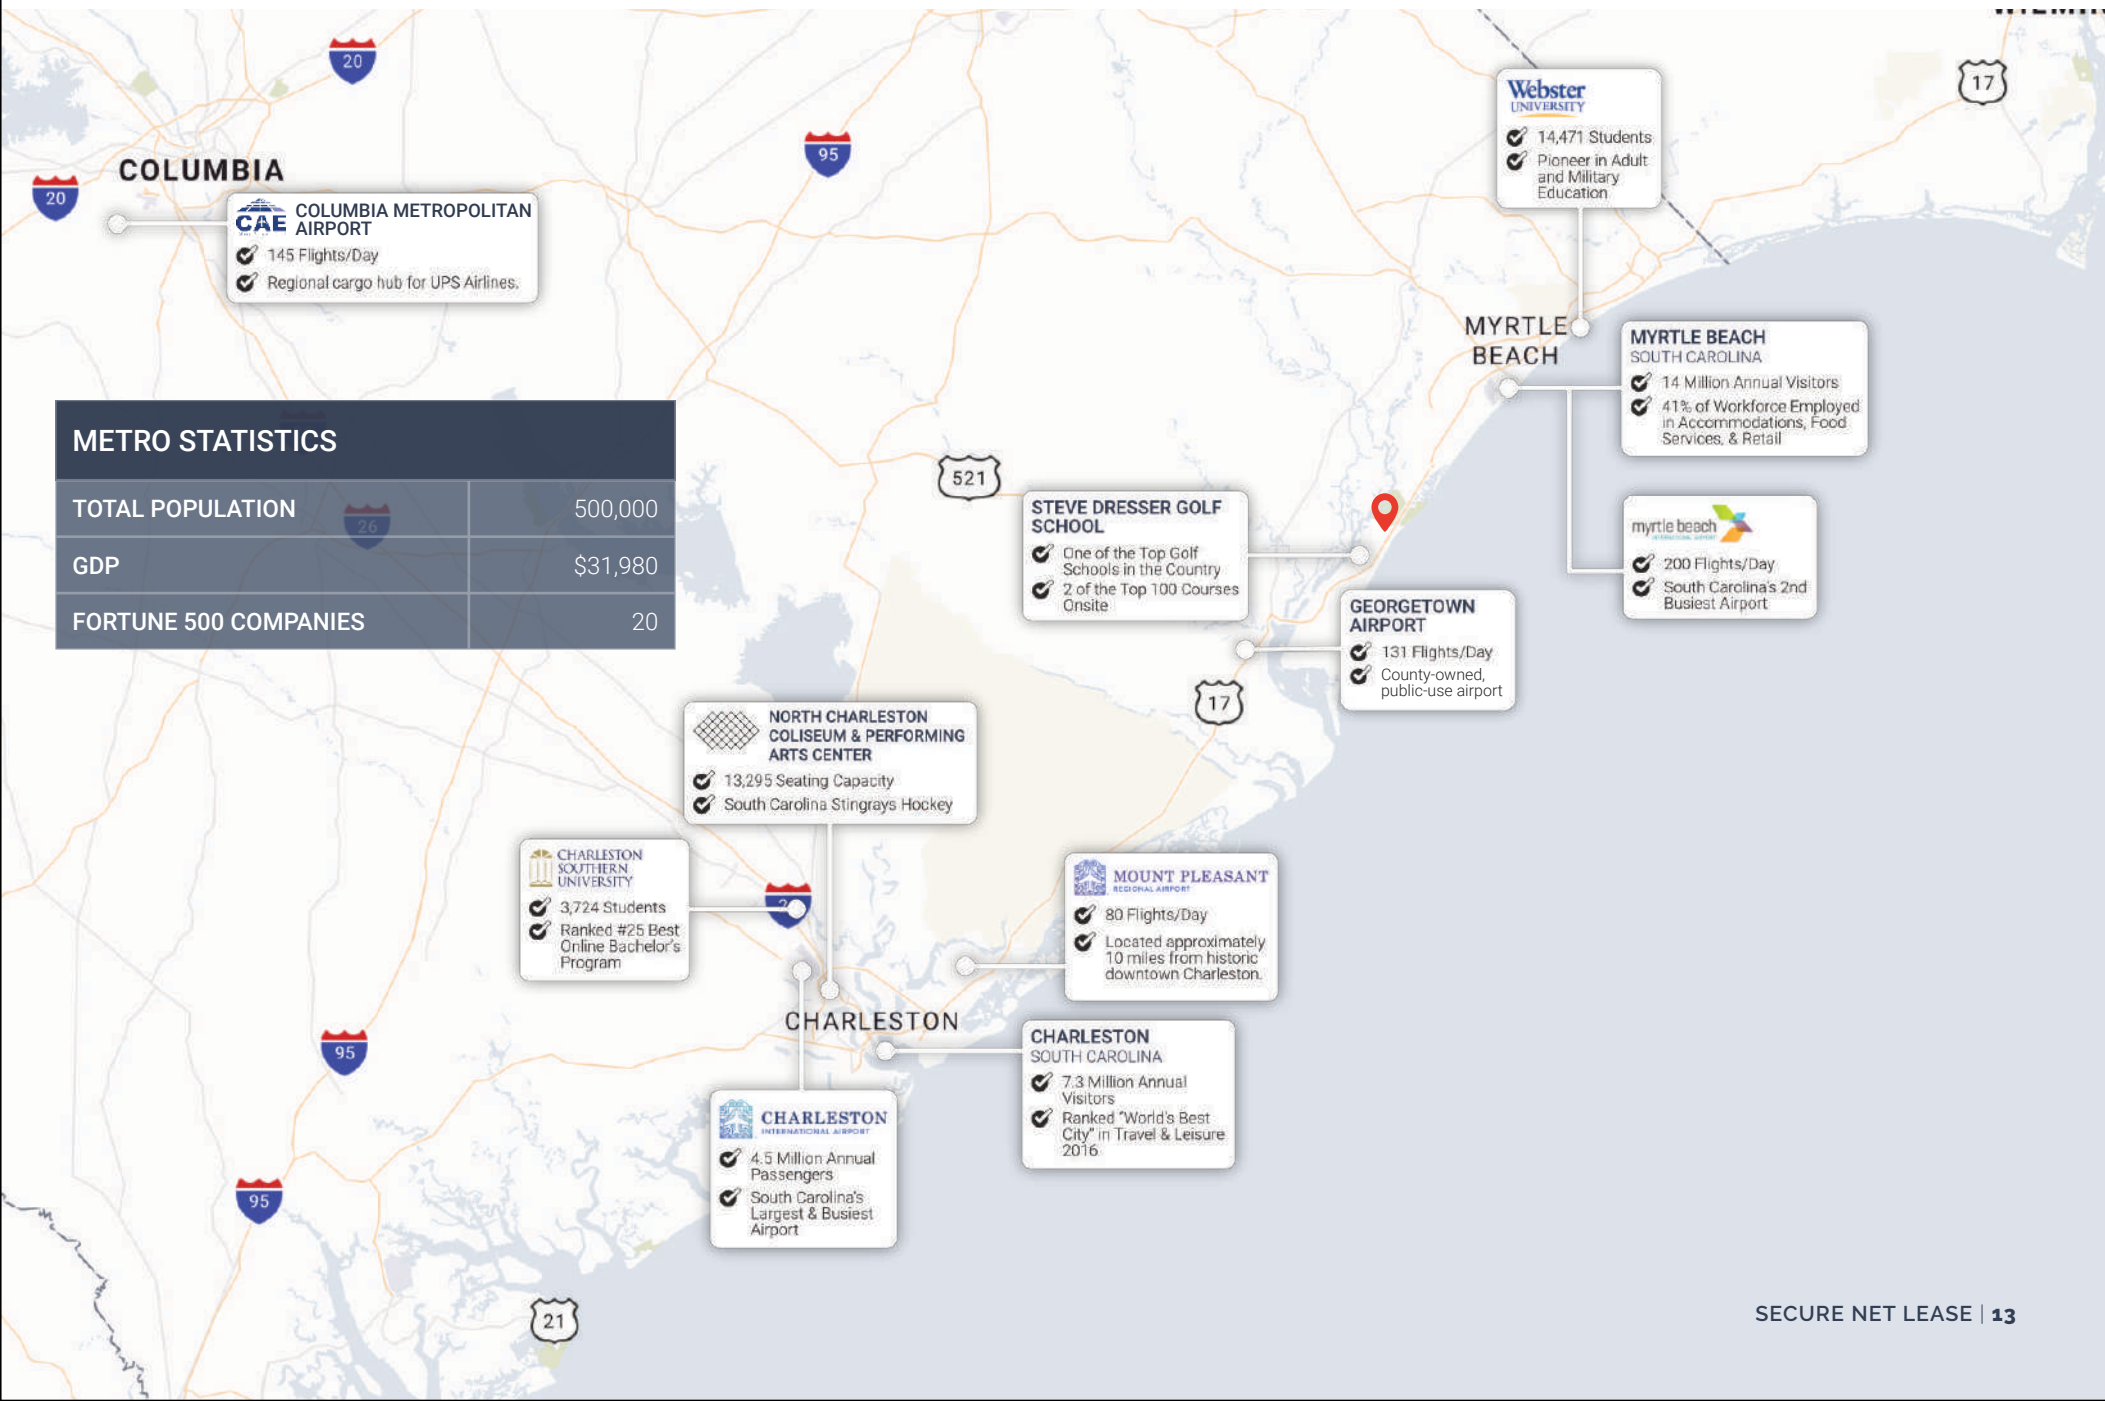 20
17
Webster
UNIVERSITY
14,471 Students
Pioneer in Adult
and Military
Education
95
COLUMBIA
20
CAE
COLUMBIA METROPOLITAN
AIRPORT
145 Flights/Day
Regional cargo hub for UPS Airlines.
MYRTLE
BEACH
MYRTLE BEACH
SOUTH CAROLINA
14 Million Annual Visitors
41% of Workforce Employed
in Accommodations, Food
Services, & Retail
METRO STATISTICS
TOTAL POPULATION 500,000
26
GDP $31,980
FORTUNE 500 COMPANIES 20
521
STEVE DRESSER GOLF
SCHOOL
One of the Top Golf
Schools in the Country
2 of the Top 100 Courses
Onsite
myrtle beach
INTERNATIONAL AIRPORT
200 Flights/Day
South Carolina's 2nd
Busiest Airport
GEORGETOWN
AIRPORT
131 Flights/Day
County-owned,
public-use airport
17
NORTH CHARLESTON
COLISEUM & PERFORMING
ARTS CENTER
13,295 Seating Capacity
South Carolina Stingrays Hockey
CHARLESTON
SOUTHERN
UNIVERSITY
3,724 Students
Ranked #25 Best
Online Bachelor's
Program
MOUNT PLEASANT
REGIONAL AIRPORT
80 Flights/Day
Located approximately
10 miles from historic
downtown Charleston.
CHARLESTON
CHARLESTON
SOUTH CAROLINA
7.3 Million Annual
Visitors
Ranked "World's Best
City" in Travel & Leisure
2016
95
CHARLESTON
INTERNATIONAL AIRPORT
4.5 Million Annual
Passengers
South Carolina's
Largest & Busiest
Airport
95
21
SECURE NET LEASE | 13